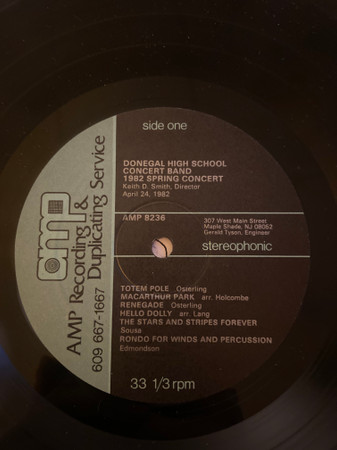 side one
DONEGAL HIGH SCHOOL
CONCERT BAND
1982 SPRING CONCERT
Keith D. Smith, Director
April 24, 1982
AMP 8236
307 West Main Street
Maple Shade, NJ 08052
Gerald Tyson, Engineer
stereophonic
TOTEM POLE Osterling
MACARTHUR PARK arr. Holcombe
RENEGADE Osterling
HELLO DOLLY arr. Lang
THE STARS AND STRIPES FOREVER
Sousa
RONDO FOR WINDS AND PERCUSSION
Edmondson
33 1/3 rpm
amp
AMP Recording &
Duplicating Service
609 667-1667